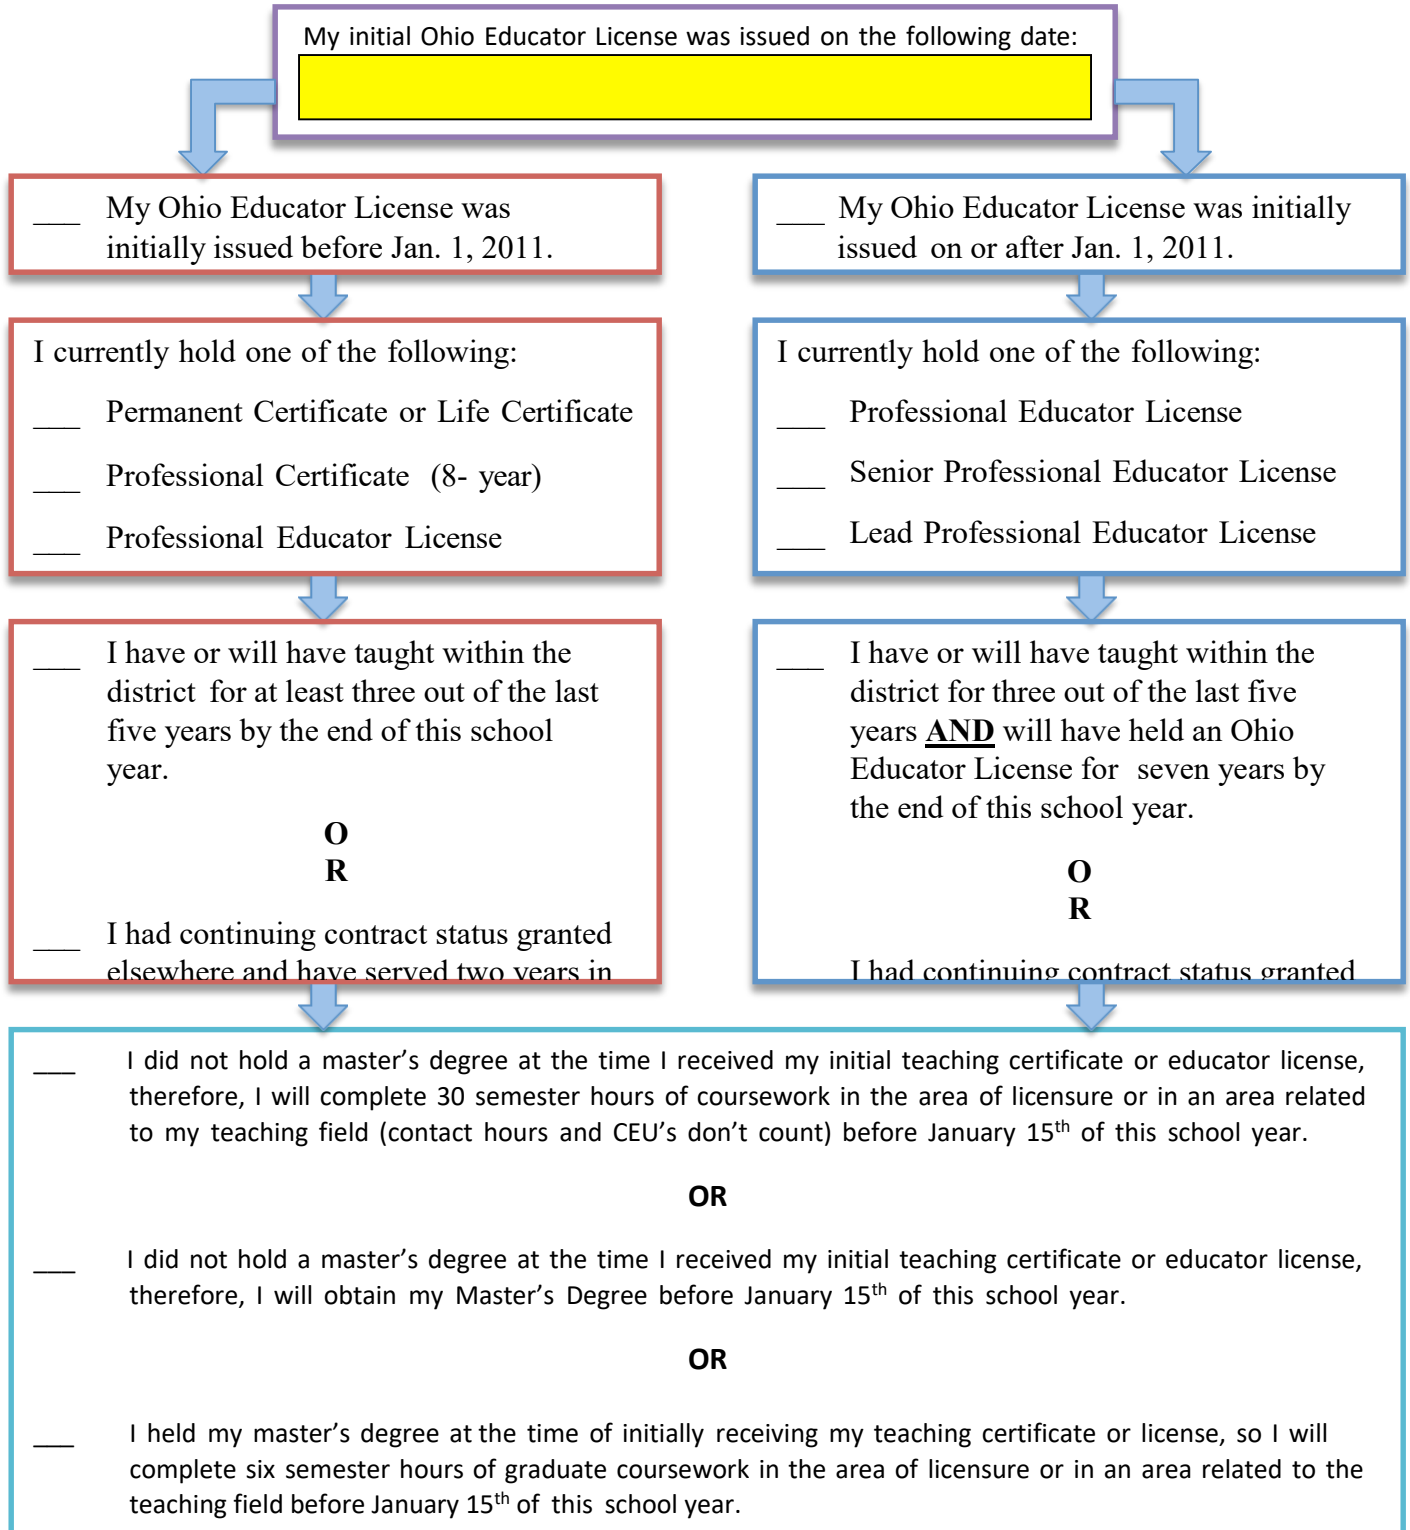 My initial Ohio Educator License was issued on the following date:
___ My Ohio Educator License was
initially issued before Jan. 1, 2011.
I currently hold one of the following:
___ Permanent Certificate or Life Certificate
___ Professional Certificate (8- year)
___ Professional Educator License
___ I have or will have taught within the
district for at least three out of the last
five years by the end of this school
year.
O
R
___ I had continuing contract status granted
elsewhere and have served two years in
___ My Ohio Educator License was initially
issued on or after Jan. 1, 2011.
I currently hold one of the following:
___ Professional Educator License
___ Senior Professional Educator License
___ Lead Professional Educator License
___ I have or will have taught within the
district for three out of the last five
years AND will have held an Ohio
Educator License for seven years by
the end of this school year.
O
R
I had continuing contract status granted
___ I did not hold a master’s degree at the time I received my initial teaching certificate or educator license,
therefore, I will complete 30 semester hours of coursework in the area of licensure or in an area related
to my teaching field (contact hours and CEU’s don’t count) before January 15th of this school year.
OR
___ I did not hold a master’s degree at the time I received my initial teaching certificate or educator license,
therefore, I will obtain my Master’s Degree before January 15th of this school year.
OR
___ I held my master’s degree at the time of initially receiving my teaching certificate or license, so I will
complete six semester hours of graduate coursework in the area of licensure or in an area related to the
teaching field before January 15th of this school year.